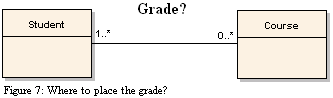 Grade?
Student
Course
1..*
0..*
Figure 7: Where to place the grade?